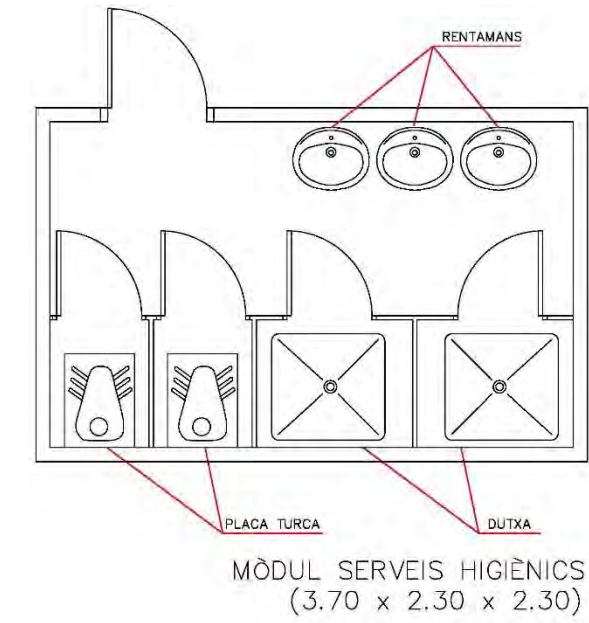 RENTAMANS
PLACA TURCA
DUTXA
MÒDUL SERVEIS HIGIÈNICS
(3.70 x 2.30 x 2.30)